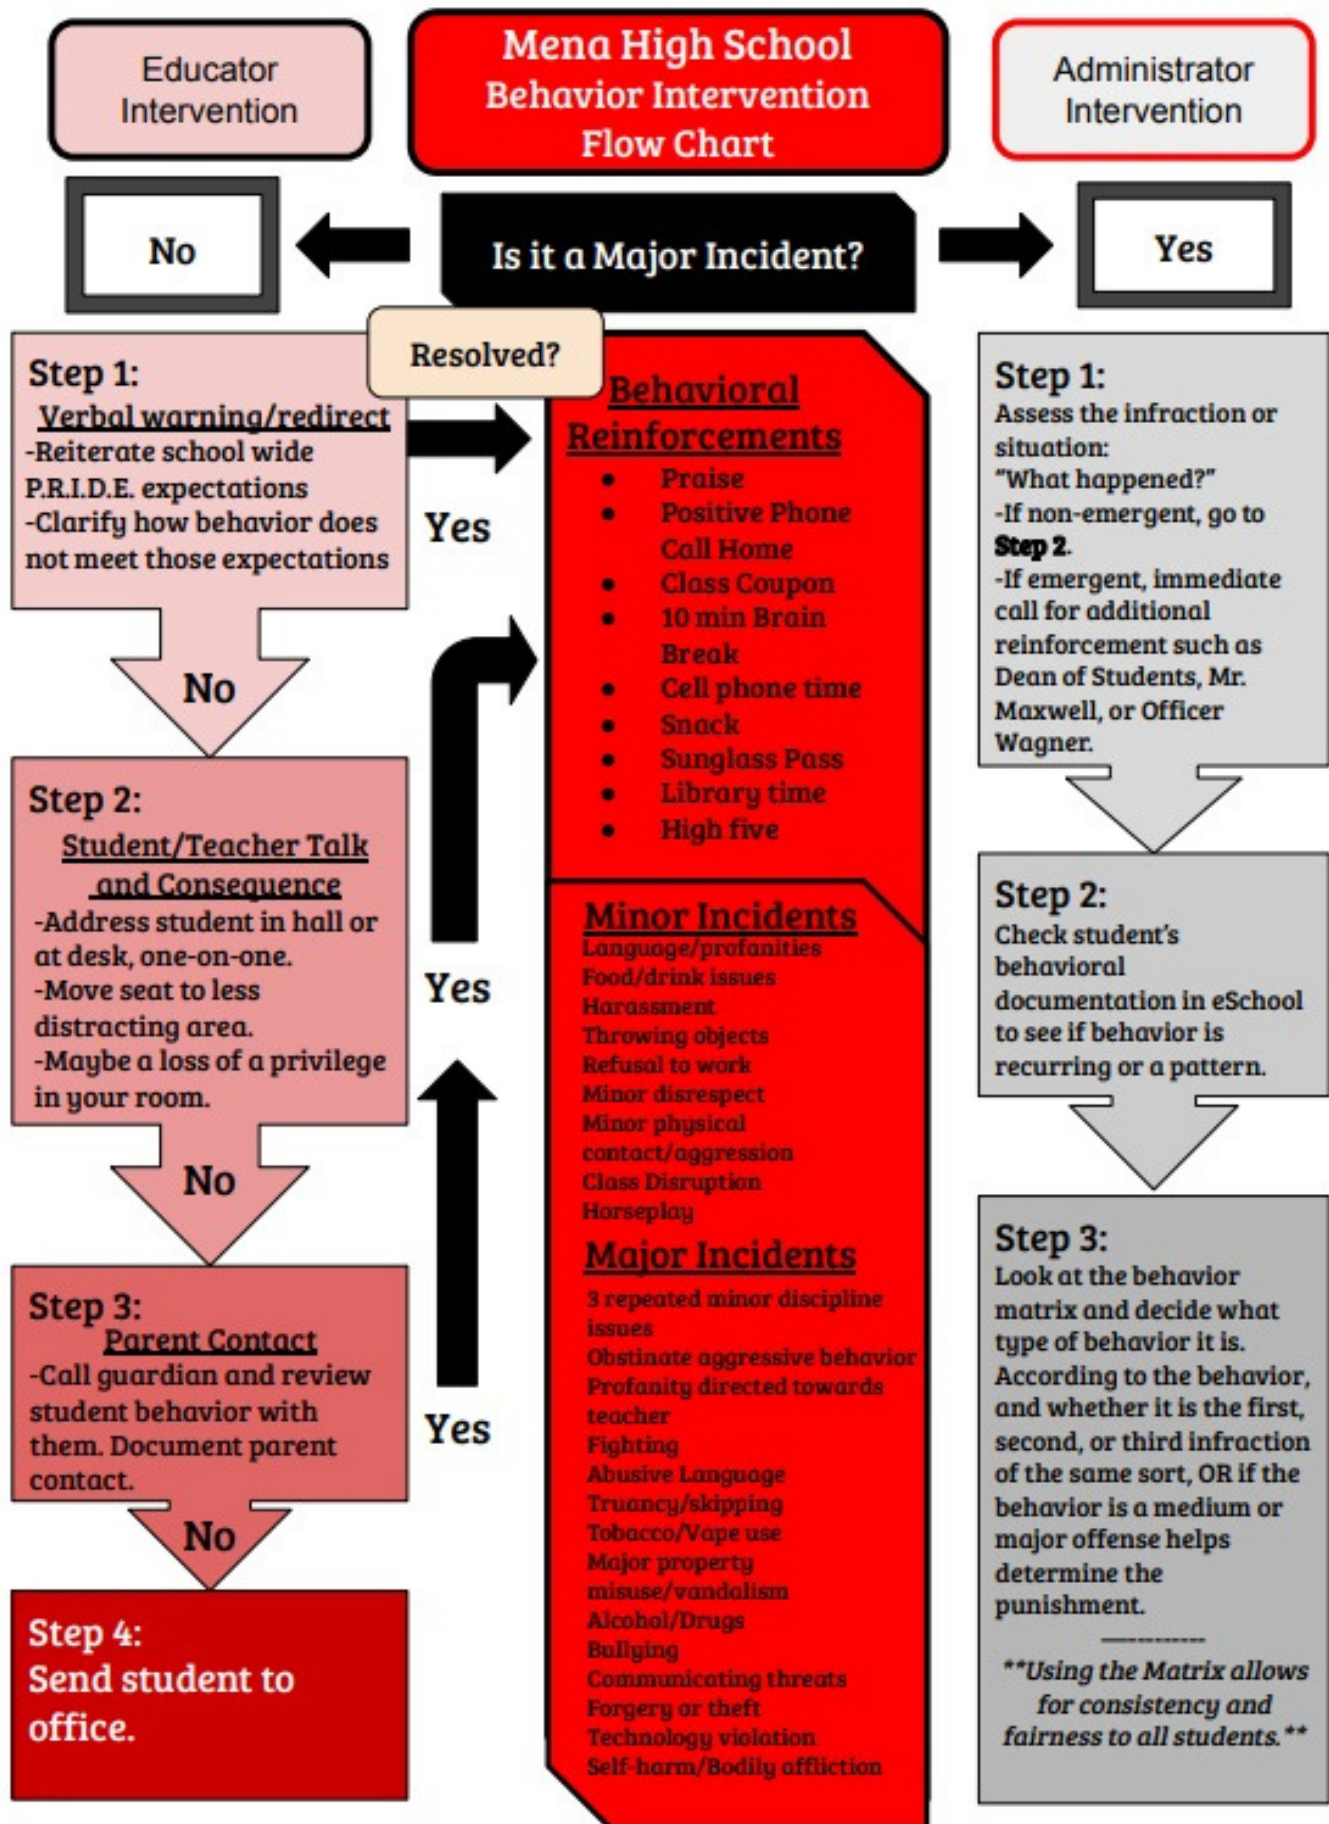 Educator
Intervention
Mena High School
Behavior Intervention
Flow Chart
Administrator
Intervention
No
Is it a Major Incident?
Yes
Resolved?
Step 1:
Verbal warning/redirect
-Reiterate school wide
P.R.I.D.E. expectations
-Clarify how behavior does
not meet those expectations
Yes
No
Step 2:
Student/Teacher Talk
and Consequence
-Address student in hall or
at desk, one-on-one.
-Move seat to less
distracting area.
-Maybe a loss of a privilege
in your room.
Yes
No
Step 3:
Parent Contact
-Call guardian and review
student behavior with
them. Document parent
contact.
Yes
No
Step 4:
Send student to
office.
Behavioral
Reinforcements
● Praise
● Positive Phone
Call Home
● Class Coupon
● 10 min Brain
Break
● Cell phone time
● Snack
● Sunglass Pass
● Library time
● High five
Minor Incidents
Language/profanities
Food/drink issues
Harassment
Throwing objects
Refusal to work
Minor disrespect
Minor physical
contact/aggression
Class Disruption
Horseplay
Major Incidents
3 repeated minor discipline
issues
Obstinate aggressive behavior
Profanity directed towards
teacher
Fighting
Abusive Language
Truancy/skipping
Tobacco/Vape use
Major property
misuse/vandalism
Alcohol/Drugs
Bullying
Communicating threats
Forgery or theft
Technology violation
Self-harm/Bodily affliction
Step 1:
Assess the infraction or
situation:
"What happened?"
-If non-emergent, go to
Step 2.
-If emergent, immediate
call for additional
reinforcement such as
Dean of Students, Mr.
Maxwell, or Officer
Wagner.
Step 2:
Check student's
behavioral
documentation in eSchool
to see if behavior is
recurring or a pattern.
Step 3:
Look at the behavior
matrix and decide what
type of behavior it is.
According to the behavior,
and whether it is the first,
second, or third infraction
of the same sort, OR if the
behavior is a medium or
major offense helps
determine the
punishment.
-----------
**Using the Matrix allows
for consistency and
fairness to all students.**